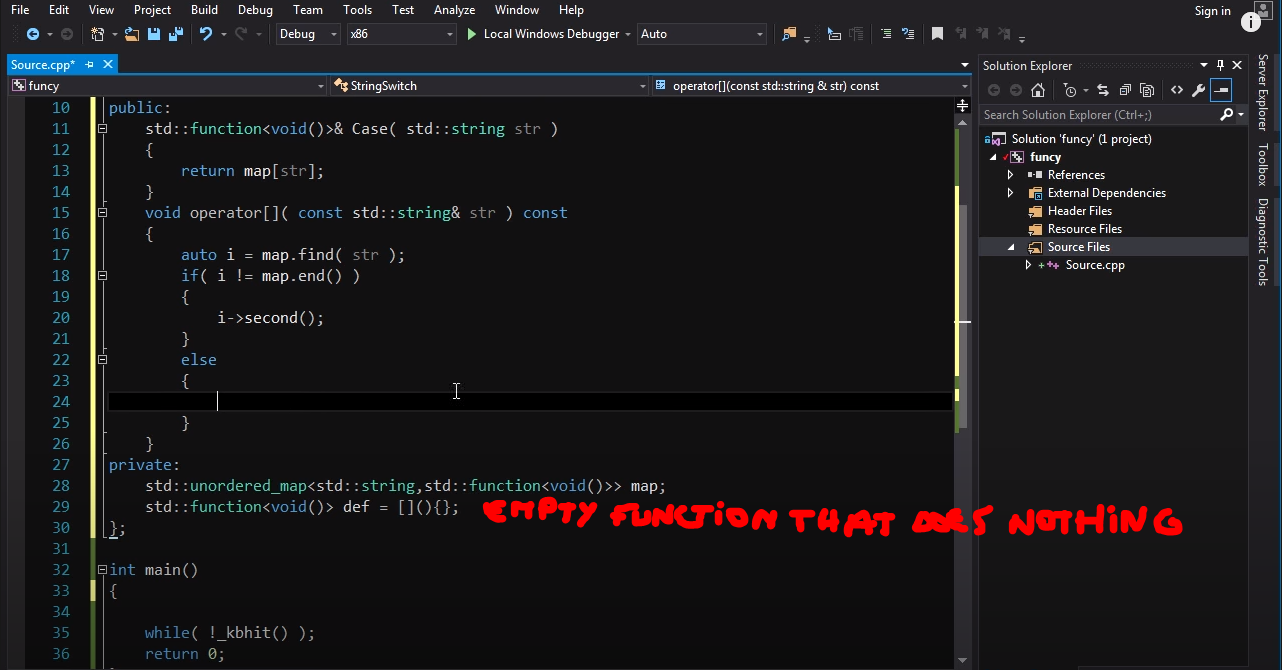 File Edit View Project Build Debug Team Tools Test Analyze Window Help Sign in
Debug x86 Local Windows Debugger Auto
Source.cpp*
funcy StringSwitch operator[](const std::string & str) const
10 public:
11 std::function<void()>& Case( std::string str )
12 {
13 return map[str];
14 }
15 void operator[]( const std::string& str ) const
16 {
17 auto i = map.find( str );
18 if( i != map.end() )
19 {
20 i->second();
21 }
22 else
23 {
24
25 }
26 }
27 private:
28 std::unordered_map<std::string,std::function<void()>> map;
29 std::function<void()> def = [](){};
EMPTY FUNCTION THAT DOES NOTHING
30 };
31
32 int main()
33 {
34
35 while( !_kbhit() );
36 return 0;
Solution Explorer
Search Solution Explorer (Ctrl+;)
Solution 'funcy' (1 project)
funcy
References
External Dependencies
Header Files
Resource Files
Source Files
Source.cpp
Server Explorer
Toolbox
Diagnostic Tools